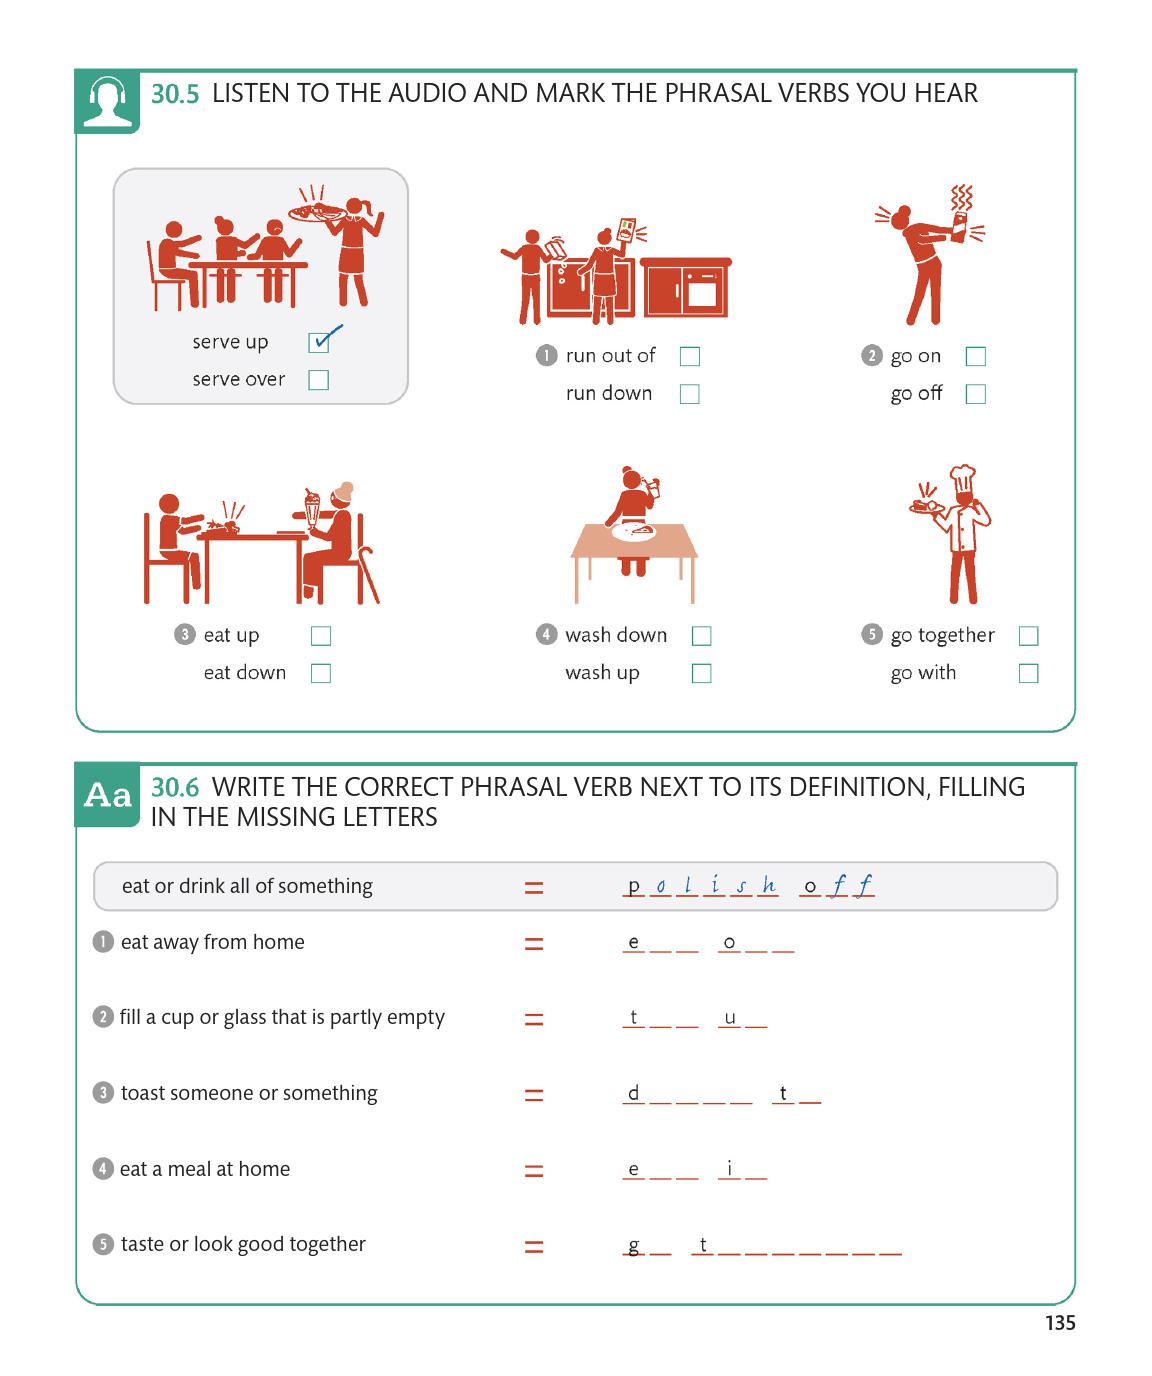 30.5 LISTEN TO THE AUDIO AND MARK THE PHRASAL VERBS YOU HEAR
serve up
serve over
1 run out of
run down
2 go on
go off
3 eat up
eat down
4 wash down
wash up
5 go together
go with
Aa 30.6 WRITE THE CORRECT PHRASAL VERB NEXT TO ITS DEFINITION, FILLING
IN THE MISSING LETTERS
eat or drink all of something = polish off
1 eat away from home = e _ _ o _ _
2 fill a cup or glass that is partly empty = t _ _ u _
3 toast someone or something = d _ _ _ _ t _
4 eat a meal at home = e _ _ i _
5 taste or look good together = g _ t _ _ _ _ _ _ _
135